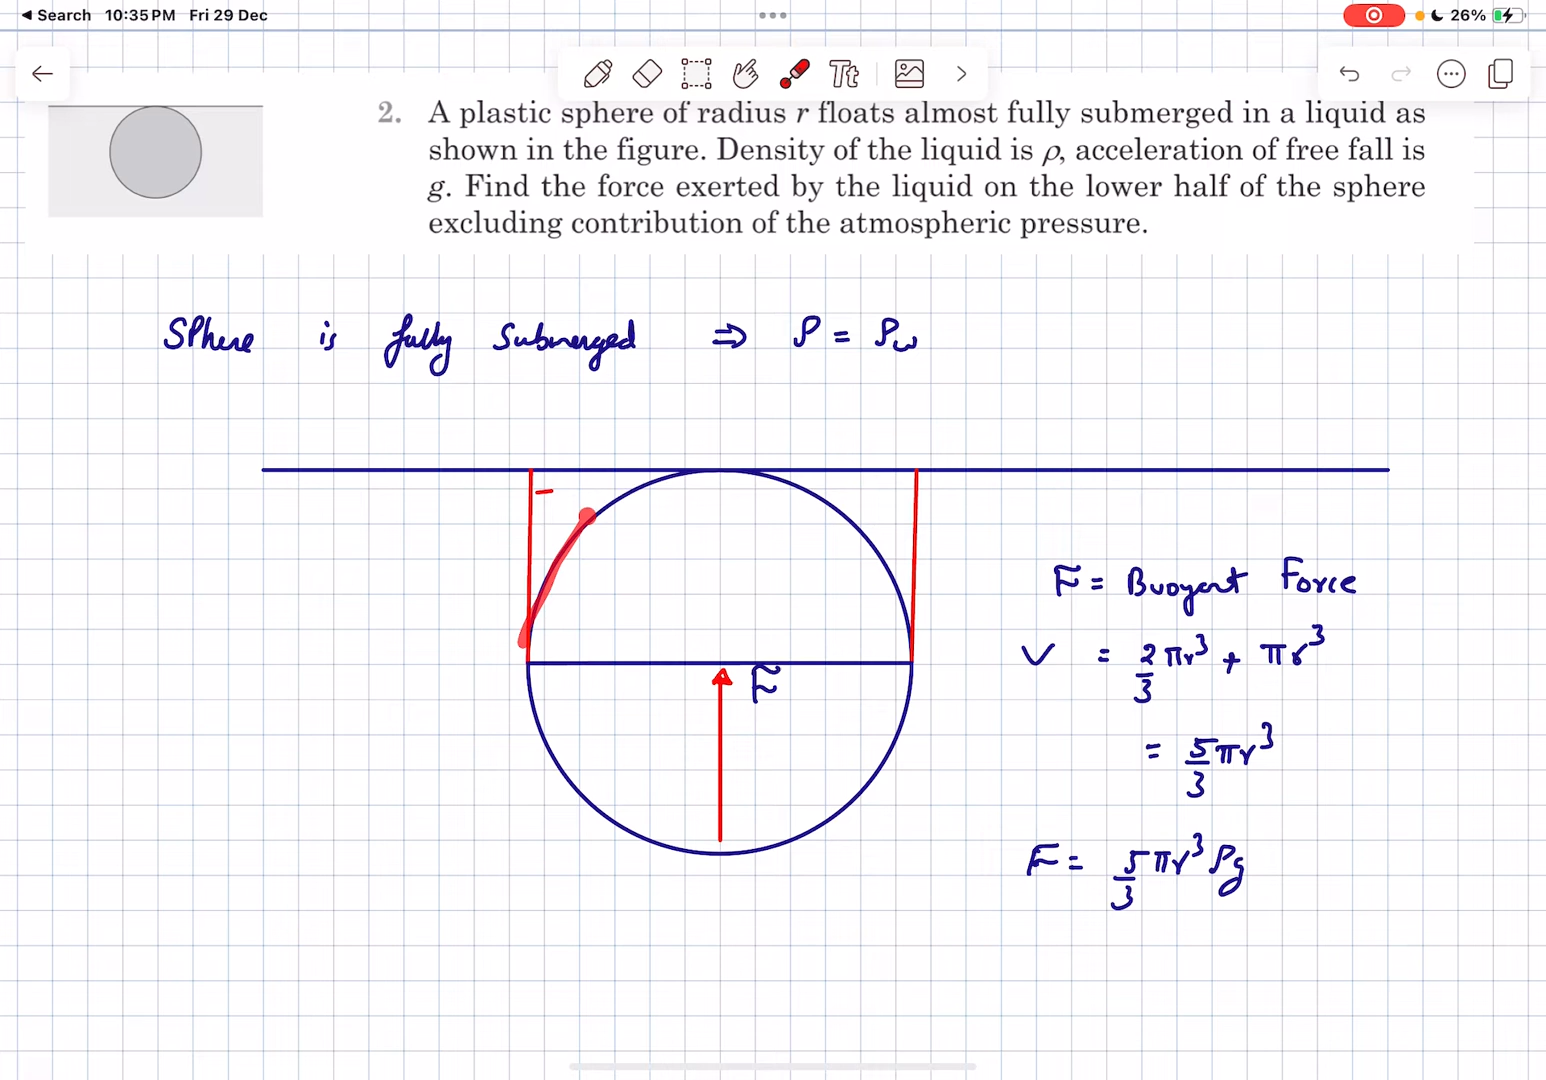 Search 10:35 PM Fri 29 Dec
26%
Tt
2. A plastic sphere of radius r floats almost fully submerged in a liquid as
shown in the figure. Density of the liquid is ρ, acceleration of free fall is
g. Find the force exerted by the liquid on the lower half of the sphere
excluding contribution of the atmospheric pressure.
Sphere is fully Submerged ⇒ ρ = ρw
F
F = Buoyant Force
V = 2/3 πr³ + πr³
= 5/3 πr³
F = 5/3 πr³ ρg